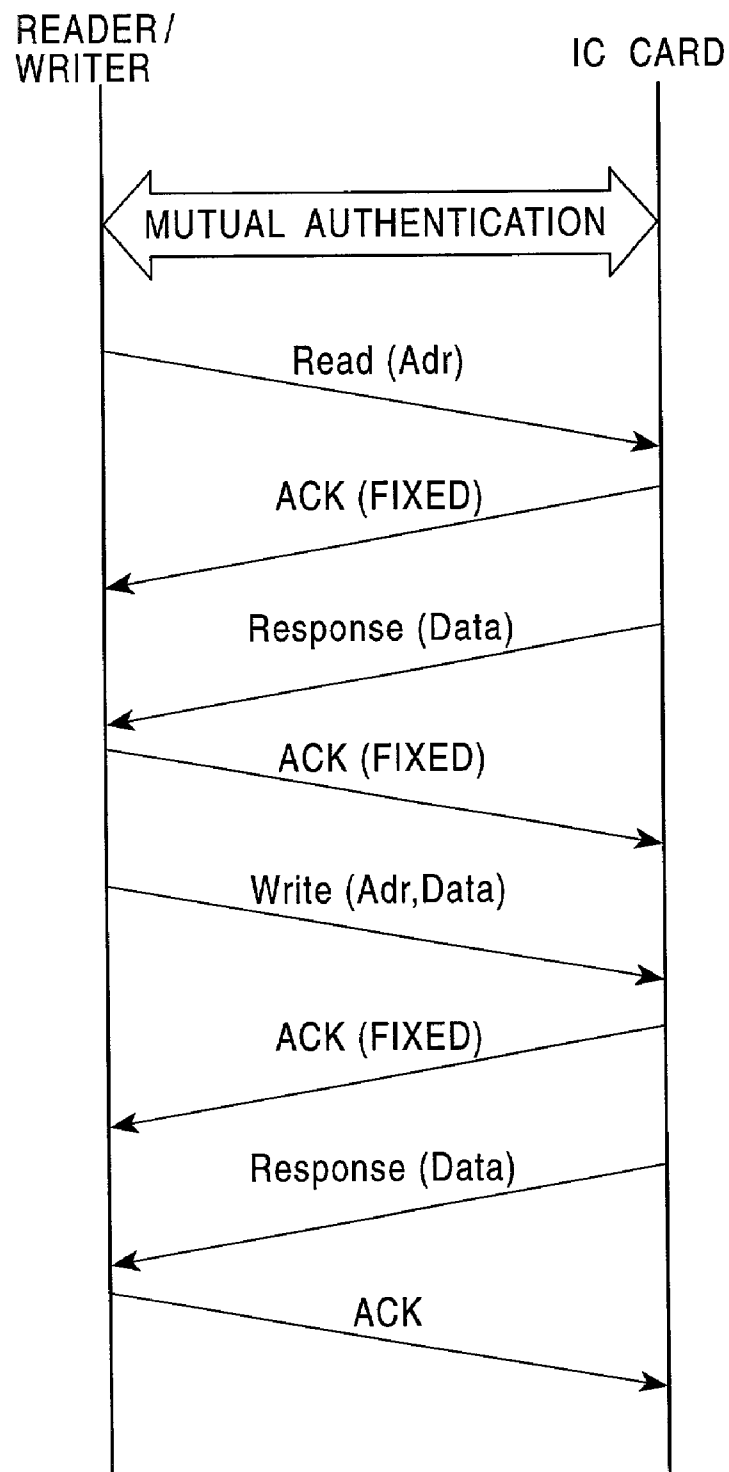 READER/
WRITER
IC CARD
MUTUAL AUTHENTICATION
Read (Adr)
ACK (FIXED)
Response (Data)
ACK (FIXED)
Write (Adr,Data)
ACK (FIXED)
Response (Data)
ACK